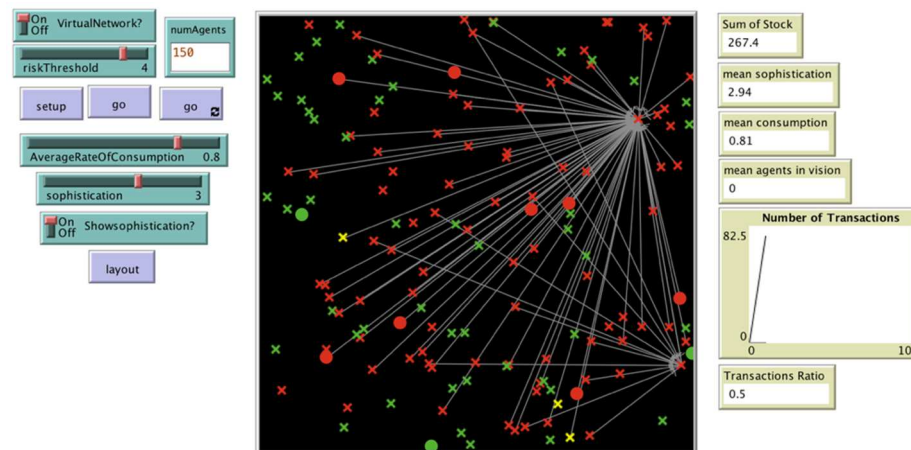 On
Off
VirtualNetwork?
riskThreshold 4
numAgents
150
setup
go
go
AverageRateOfConsumption 0.8
sophistication 3
On
Off
Showsophistication?
layout
Sum of Stock
267.4
mean sophistication
2.94
mean consumption
0.81
mean agents in vision
0
Number of Transactions
82.5
0
0 10
Transactions Ratio
0.5